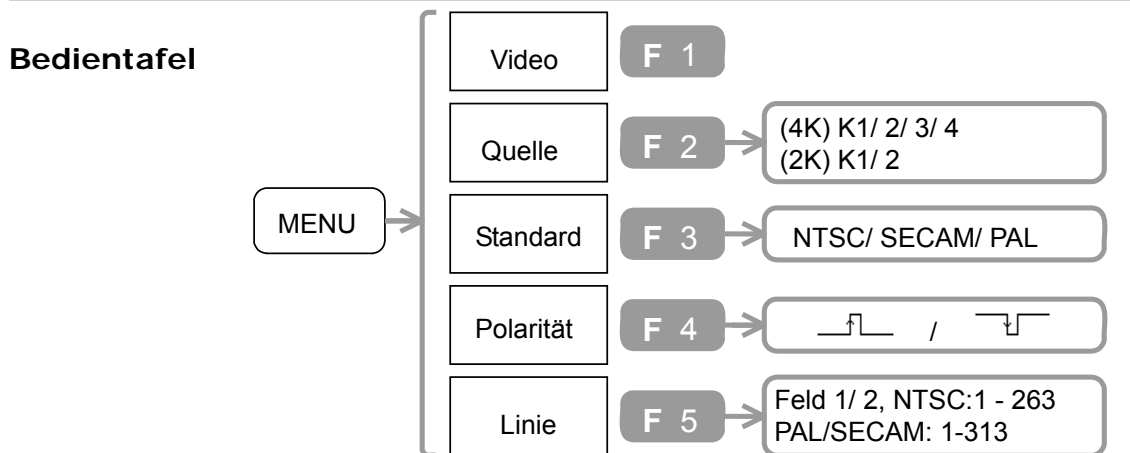 Bedientafel
MENU
Video F 1
Quelle F 2 (4K) K1/ 2/ 3/ 4
(2K) K1/ 2
Standard F 3 NTSC/ SECAM/ PAL
Polarität F 4 /
Linie F 5 Feld 1/ 2, NTSC:1 - 263
PAL/SECAM: 1-313